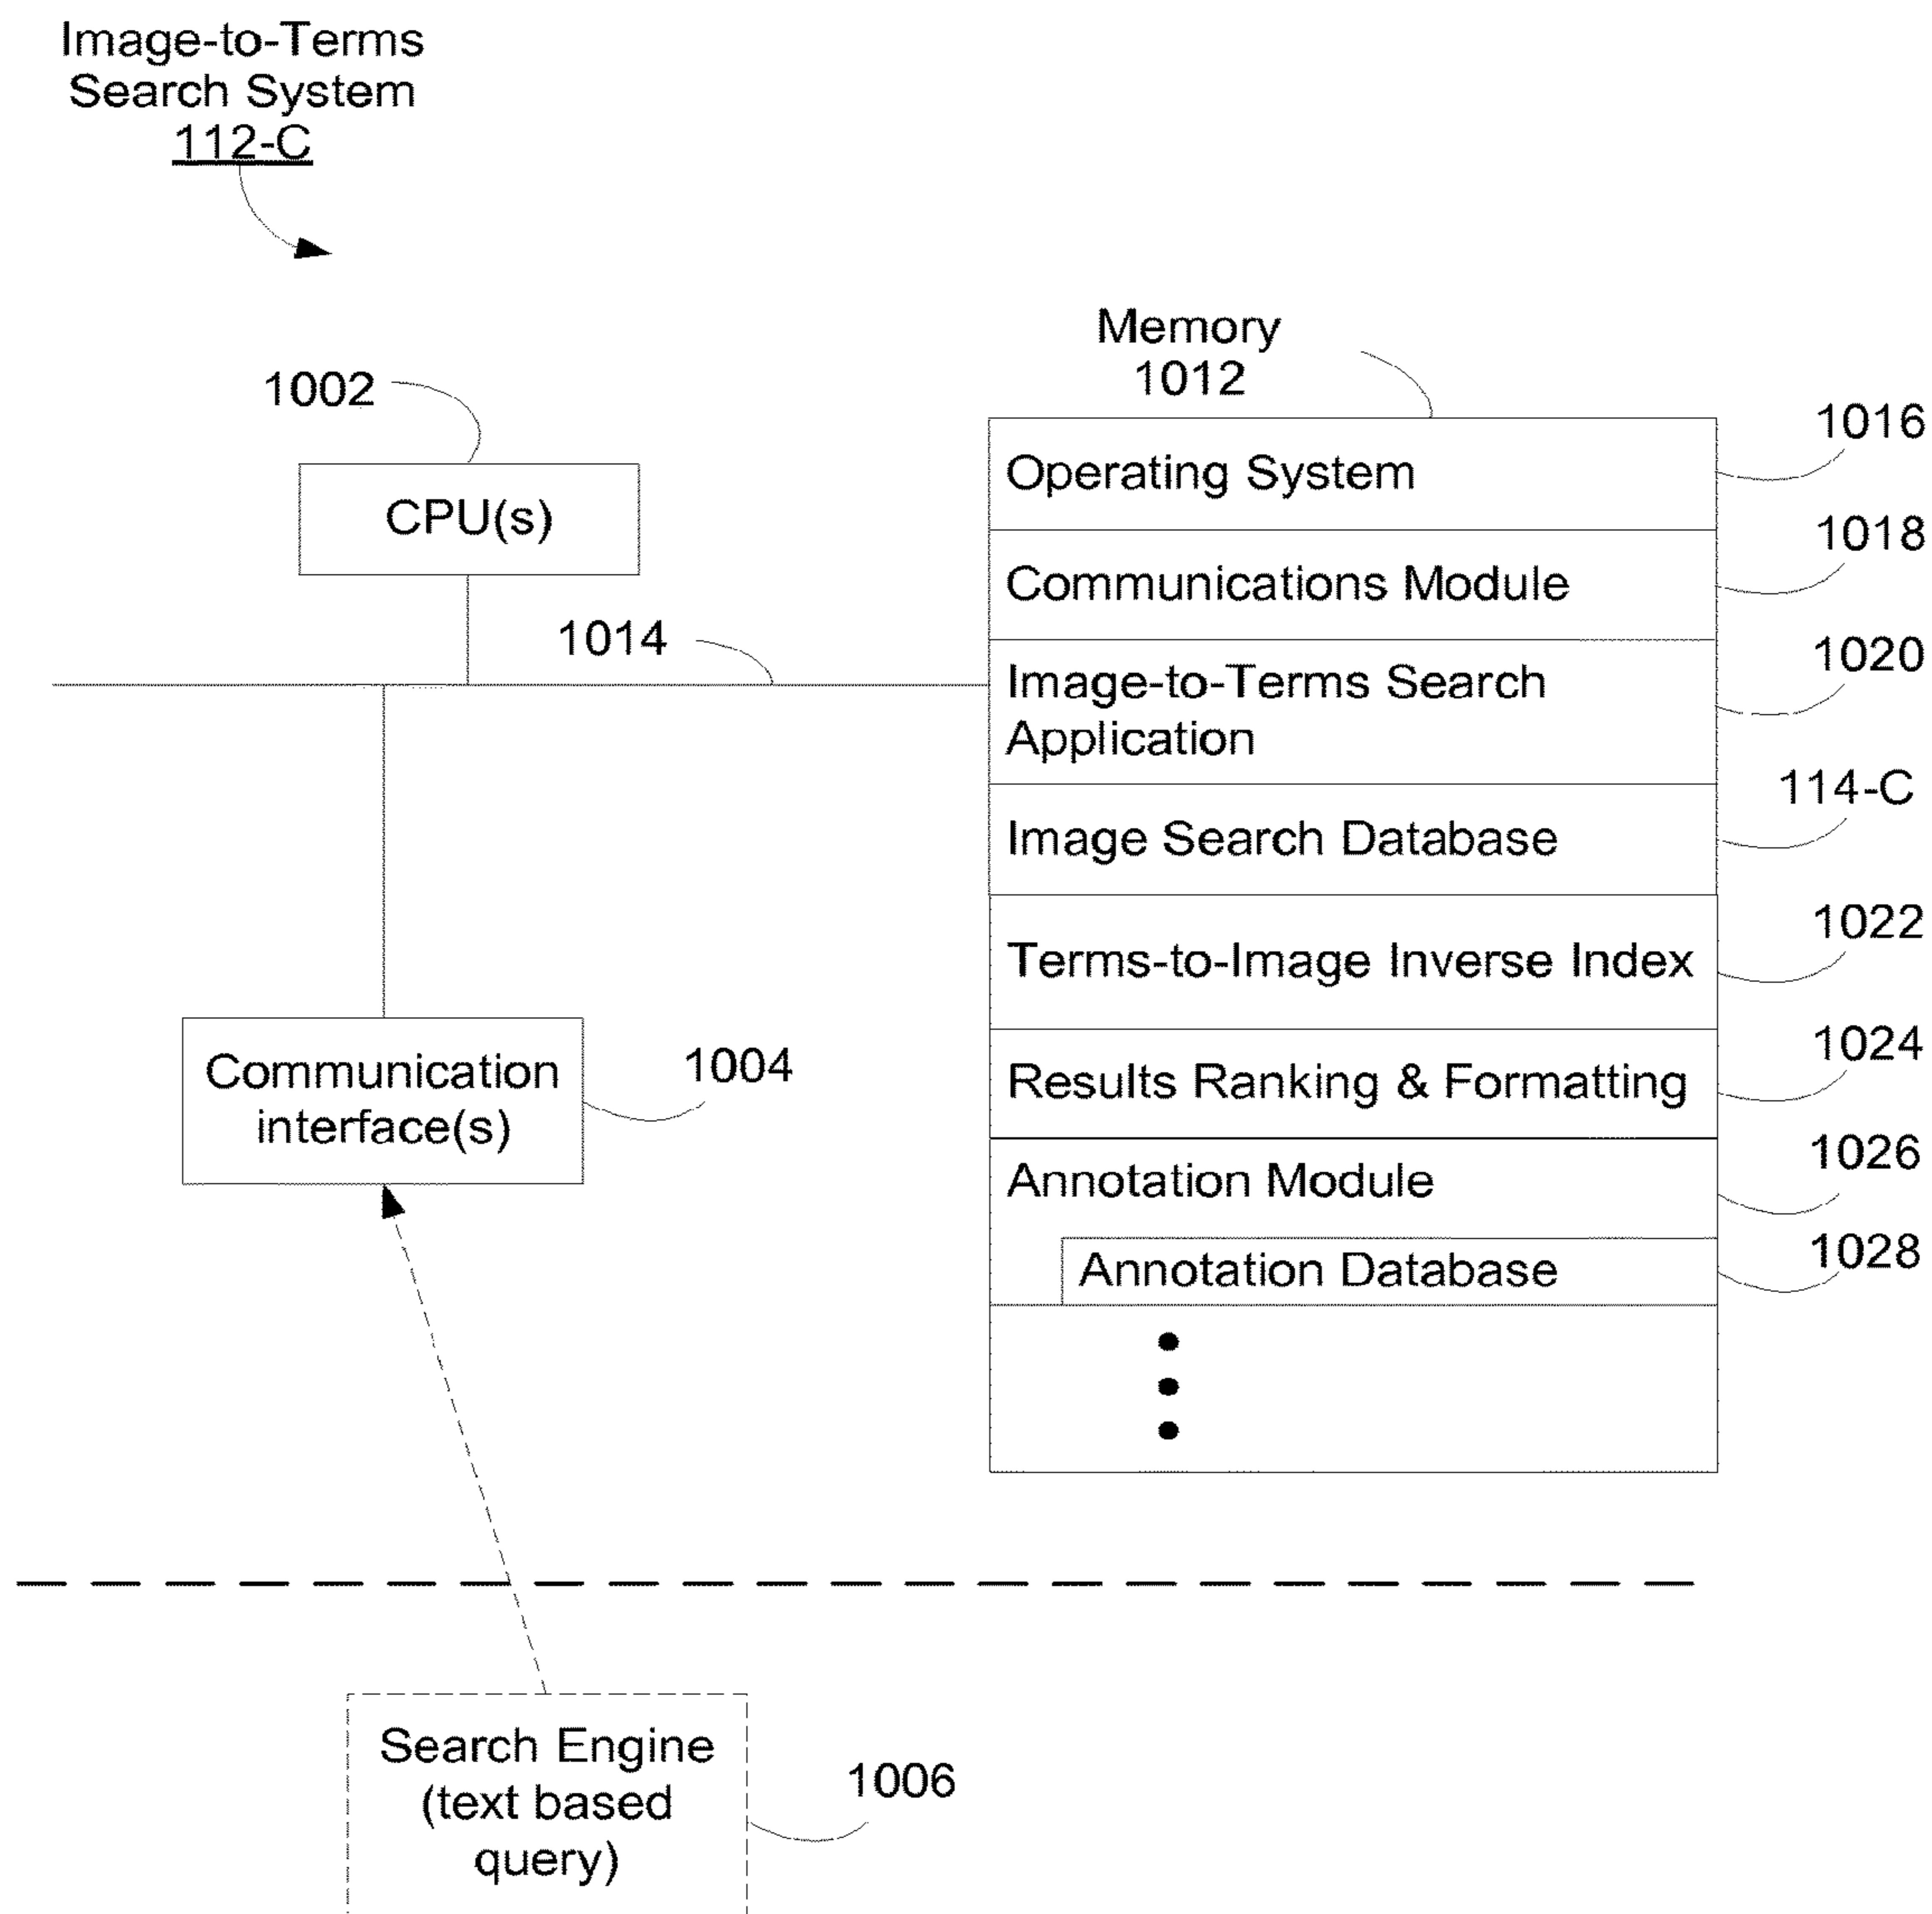 Image-to-Terms
Search System
112-C
Memory
1012
1002
1016
Operating System
CPU(s)
1018
Communications Module
1014
1020
Image-to-Terms Search
Application
114-C
Image Search Database
1022
Terms-to-Image Inverse Index
1024
Results Ranking & Formatting
Communication
interface(s)
1004
1026
Annotation Module
1028
Annotation Database
Search Engine
(text based
query)
1006